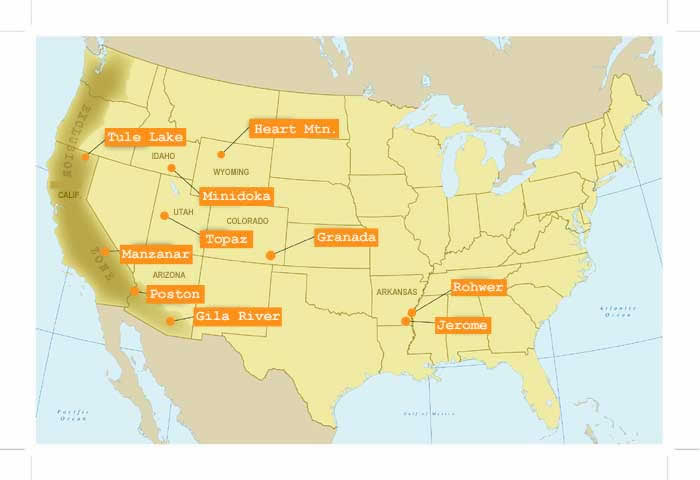 EXCLUSION
ZONE
Tule Lake
Heart Mtn.
IDAHO
WYOMING
Minidoka
CALIF.
UTAH
COLORADO
Topaz
Granada
Manzanar
ARIZONA
Poston
Gila River
ARKANSAS
Rohwer
Jerome
Atlantic
Ocean
Pacific
Ocean
Gulf of Mexico